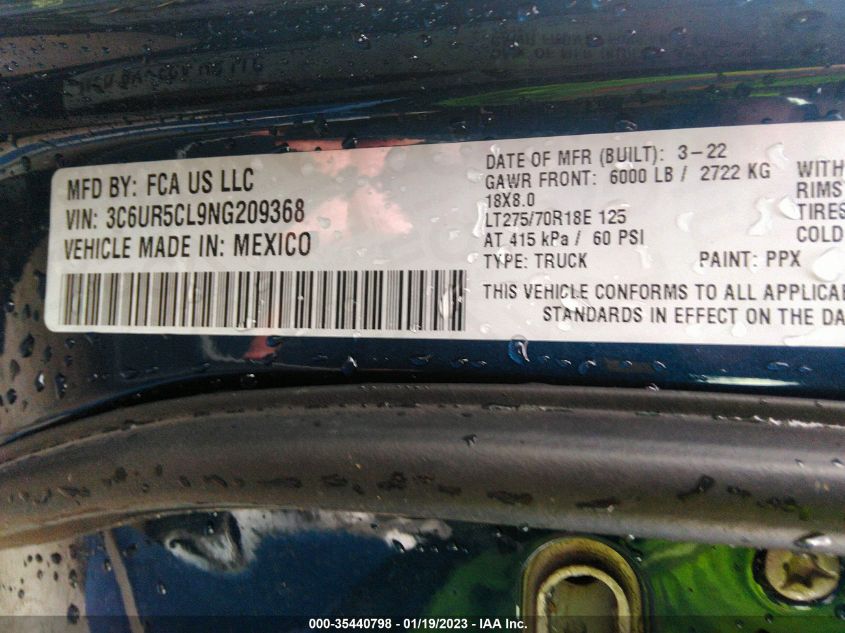 MFD BY: FCA US LLC
VIN: 3C6UR5CL9NG209368
VEHICLE MADE IN: MEXICO
DATE OF MFR (BUILT): 3-22
GAWR FRONT: 6000 LB / 2722 KG
18X8.0
LT275/70R18E 125
AT 415 kPa / 60 PSI
TYPE: TRUCK PAINT: PPX
THIS VEHICLE CONFORMS TO ALL APPLICAB
STANDARDS IN EFFECT ON THE DA
WITH
RIMS
TIRES
COLD
000-35440798 - 01/19/2023 - IAA Inc.